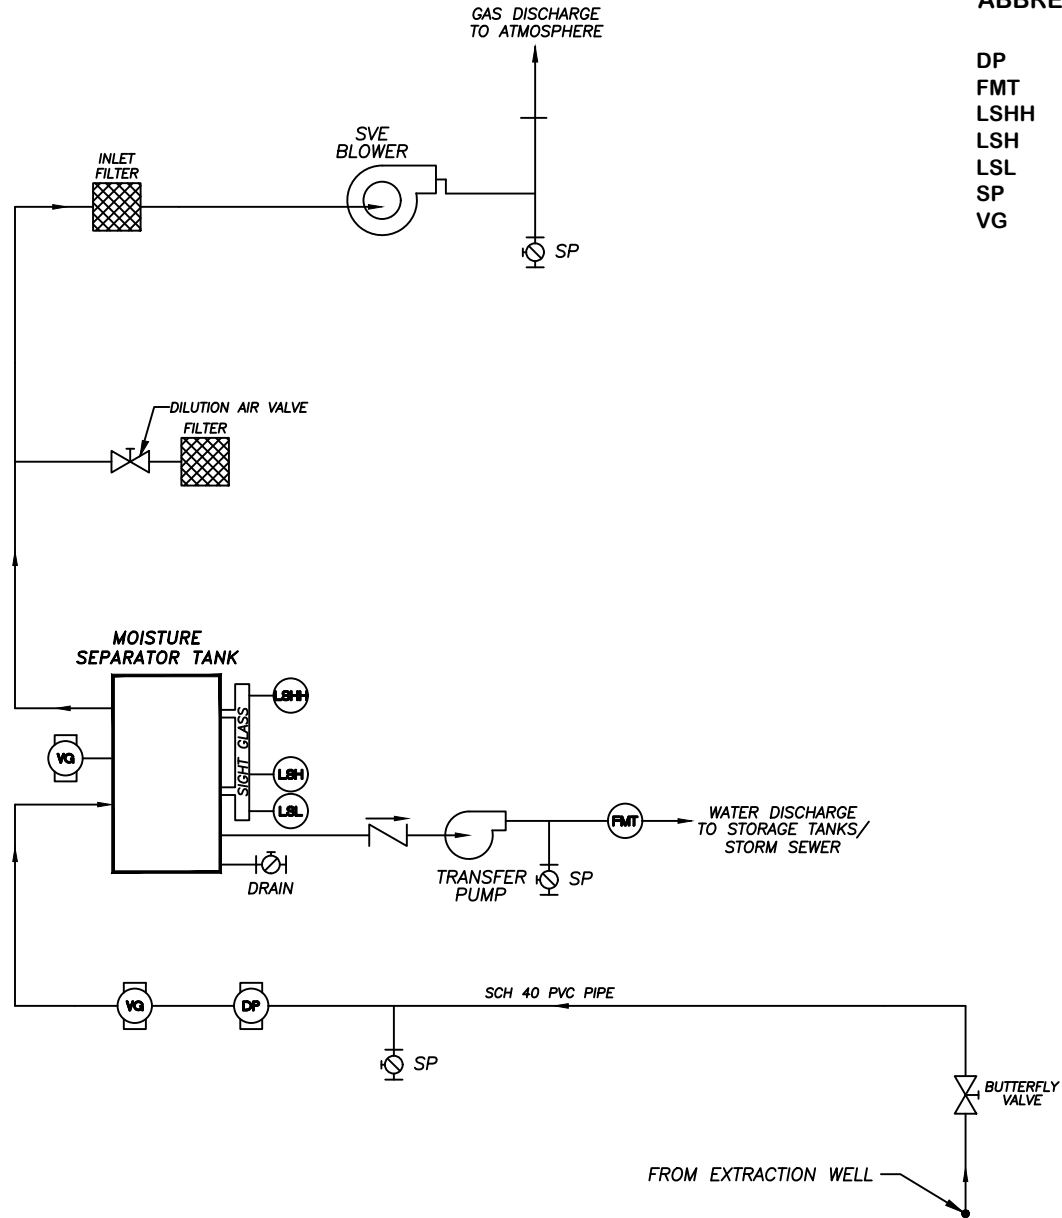 GAS DISCHARGE
TO ATMOSPHERE
ABBRE
DP
FMT
LSHH
LSH
LSL
SP
VG
SVE
BLOWER
INLET
FILTER
SP
DILUTION AIR VALVE
FILTER
MOISTURE
SEPARATOR TANK
LSHH
SIGHT GLASS
VG
LSH
LSL
WATER DISCHARGE
TO STORAGE TANKS/
STORM SEWER
FMT
DRAIN
TRANSFER
PUMP
SP
SCH 40 PVC PIPE
VG
DP
SP
BUTTERFLY
VALVE
FROM EXTRACTION WELL